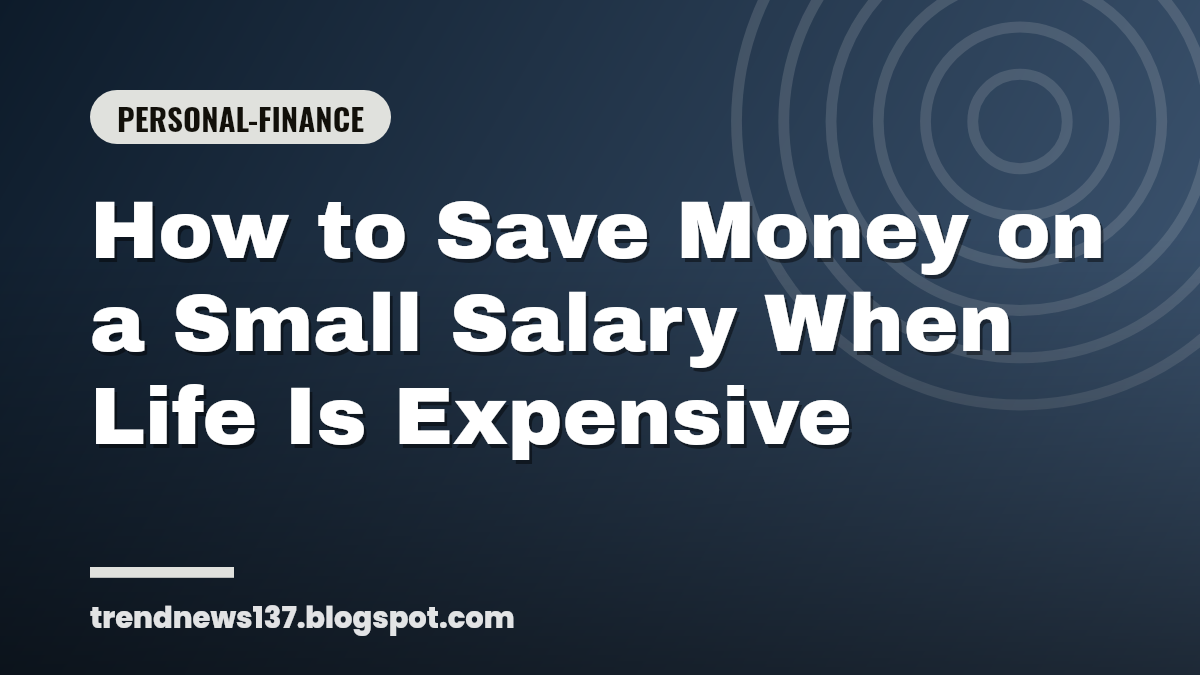 PERSONAL-FINANCE
How to Save Money on
a Small Salary When
Life Is Expensive
trendnews137.blogspot.com